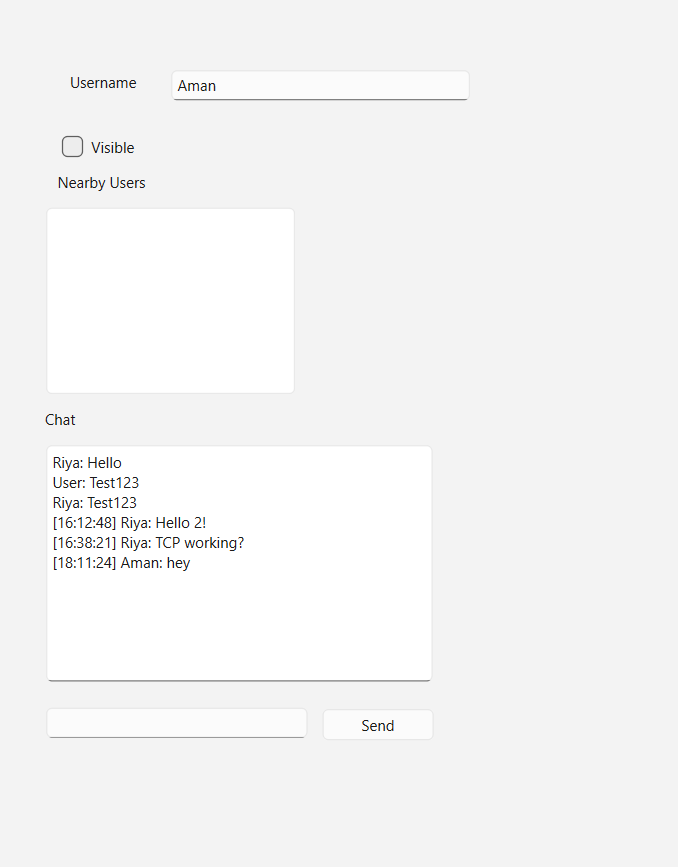 Username
Aman
Visible
Nearby Users
Chat
Riya: Hello
User: Test123
Riya: Test123
[16:12:48] Riya: Hello 2!
[16:38:21] Riya: TCP working?
[18:11:24] Aman: hey
Send